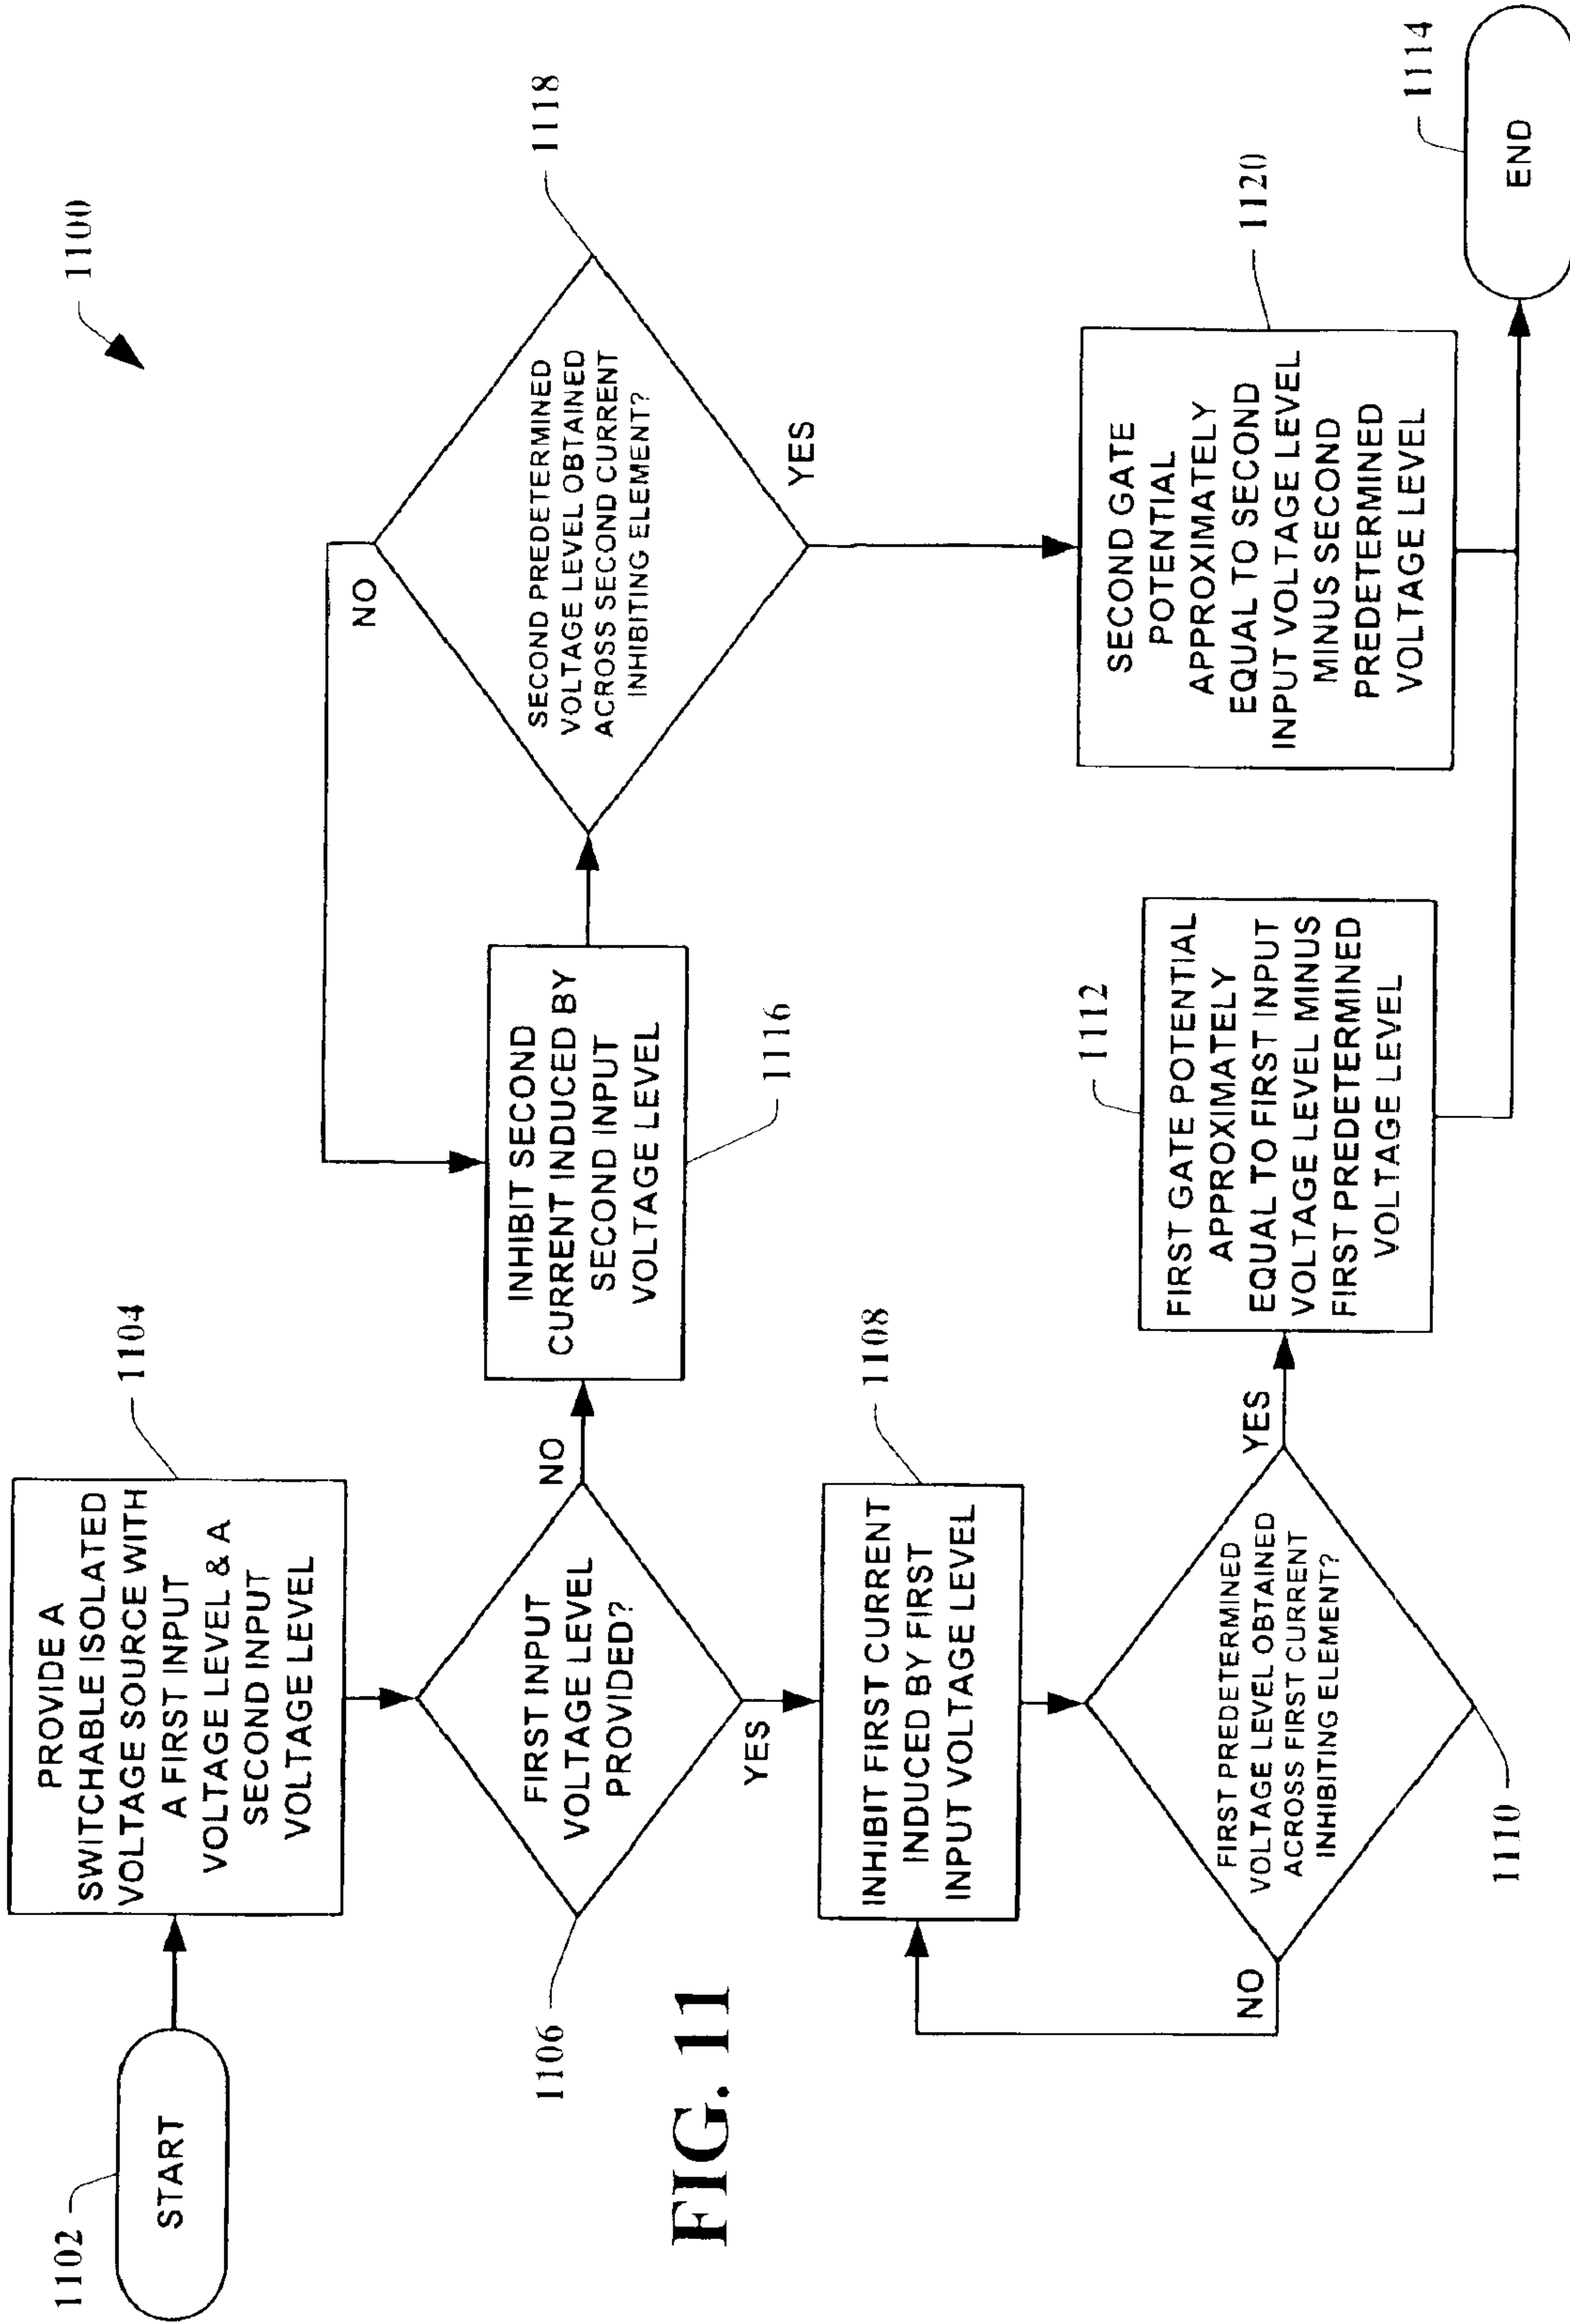 1100
1102
START
1104
PROVIDE A
SWITCHABLE ISOLATED
VOLTAGE SOURCE WITH
A FIRST INPUT
VOLTAGE LEVEL & A
SECOND INPUT
VOLTAGE LEVEL
1106
FIRST INPUT
VOLTAGE LEVEL
PROVIDED?
NO
YES
INHIBIT SECOND
CURRENT INDUCED BY
SECOND INPUT
VOLTAGE LEVEL
1116
NO
SECOND PREDETERMINED
VOLTAGE LEVEL OBTAINED
ACROSS SECOND CURRENT
INHIBITING ELEMENT?
1118
YES
1108
INHIBIT FIRST CURRENT
INDUCED BY FIRST
INPUT VOLTAGE LEVEL
NO
FIRST PREDETERMINED
VOLTAGE LEVEL OBTAINED
ACROSS FIRST CURRENT
INHIBITING ELEMENT?
1110
YES
1112
FIRST GATE POTENTIAL
APPROXIMATELY
EQUAL TO FIRST INPUT
VOLTAGE LEVEL MINUS
FIRST PREDETERMINED
VOLTAGE LEVEL
SECOND GATE
POTENTIAL
APPROXIMATELY
EQUAL TO SECOND
INPUT VOLTAGE LEVEL
MINUS SECOND
PREDETERMINED
VOLTAGE LEVEL
1120
1114
END
FIG. 11